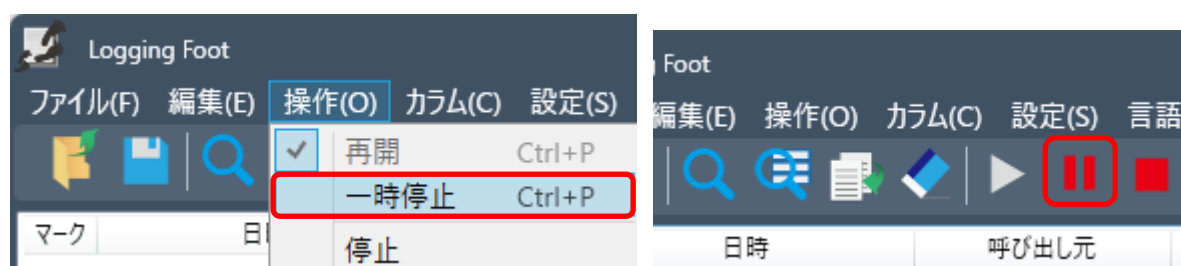 Logging Foot
ファイル(F) 編集(E) 操作(O) カラム(C) 設定(S)
再開 Ctrl+P
一時停止 Ctrl+P
停止
マーク
Foot
編集(E) 操作(O) カラム(C) 設定(S) 言語
日時 呼び出し元